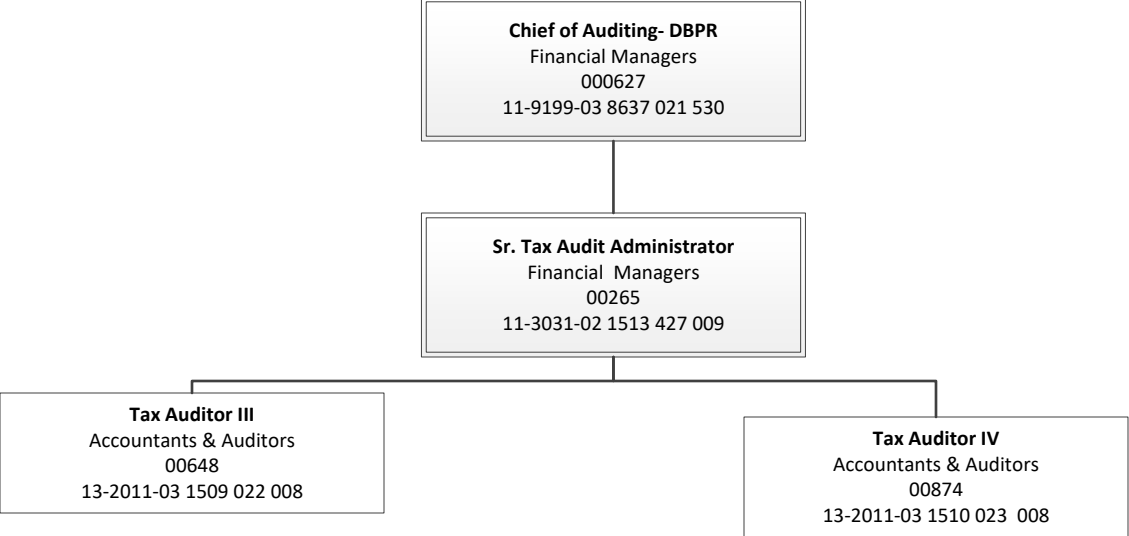 Chief of Auditing- DBPR
Financial Managers
000627
11-9199-03 8637 021 530
Sr. Tax Audit Administrator
Financial  Managers
00265
11-3031-02 1513 427 009
Tax Auditor III
Accountants & Auditors
00648
13-2011-03 1509 022 008
Tax Auditor IV
Accountants & Auditors
00874
13-2011-03 1510 023  008